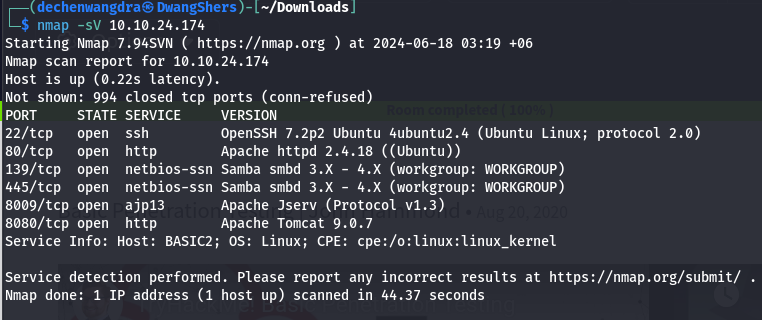 ┌──(dechenwangdra㉿DwangShers)-[~/Downloads]
└─$ nmap -sV 10.10.24.174
Starting Nmap 7.94SVN ( https://nmap.org ) at 2024-06-18 03:19 +06
Nmap scan report for 10.10.24.174
Host is up (0.22s latency).
Not shown: 994 closed tcp ports (conn-refused)
Room completed ( 100% )
PORT     STATE SERVICE     VERSION
22/tcp   open  ssh         OpenSSH 7.2p2 Ubuntu 4ubuntu2.4 (Ubuntu Linux; protocol 2.0)
80/tcp   open  http        Apache httpd 2.4.18 ((Ubuntu))
139/tcp  open  netbios-ssn Samba smbd 3.X - 4.X (workgroup: WORKGROUP)
445/tcp  open  netbios-ssn Samba smbd 3.X - 4.X (workgroup: WORKGROUP)
8009/tcp open  ajp13       Apache Jserv (Protocol v1.3)
8080/tcp open  http        Apache Tomcat 9.0.7
• Aug 20, 2020
Service Info: Host: BASIC2; OS: Linux; CPE: cpe:/o:linux:linux_kernel

Service detection performed. Please report any incorrect results at https://nmap.org/submit/ .
Nmap done: 1 IP address (1 host up) scanned in 44.37 seconds